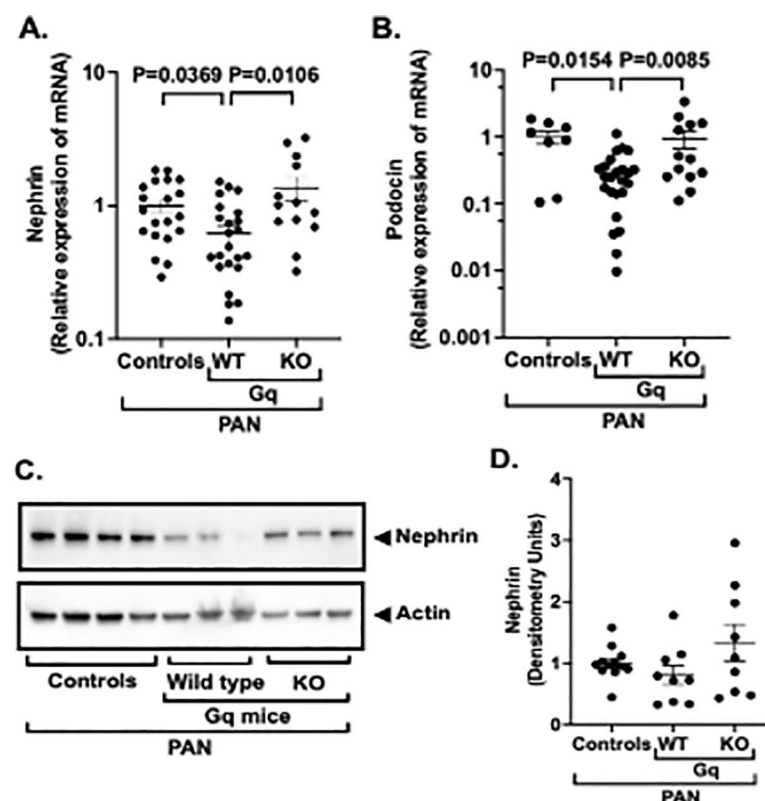 A.
P=0.0369 P=0.0106
Nephrin
(Relative expression of mRNA)
10
1
0.1
Controls WT KO
Gq
PAN
B.
P=0.0154 P=0.0085
Podocin
(Relative expression of mRNA)
10
1
0.1
0.01
0.001
Controls WT KO
Gq
PAN
C.
Nephrin
Actin
Controls Wild type KO
Gq mice
PAN
D.
Nephrin
(Densitometry Units)
4
3
2
1
0
Controls WT KO
Gq
PAN